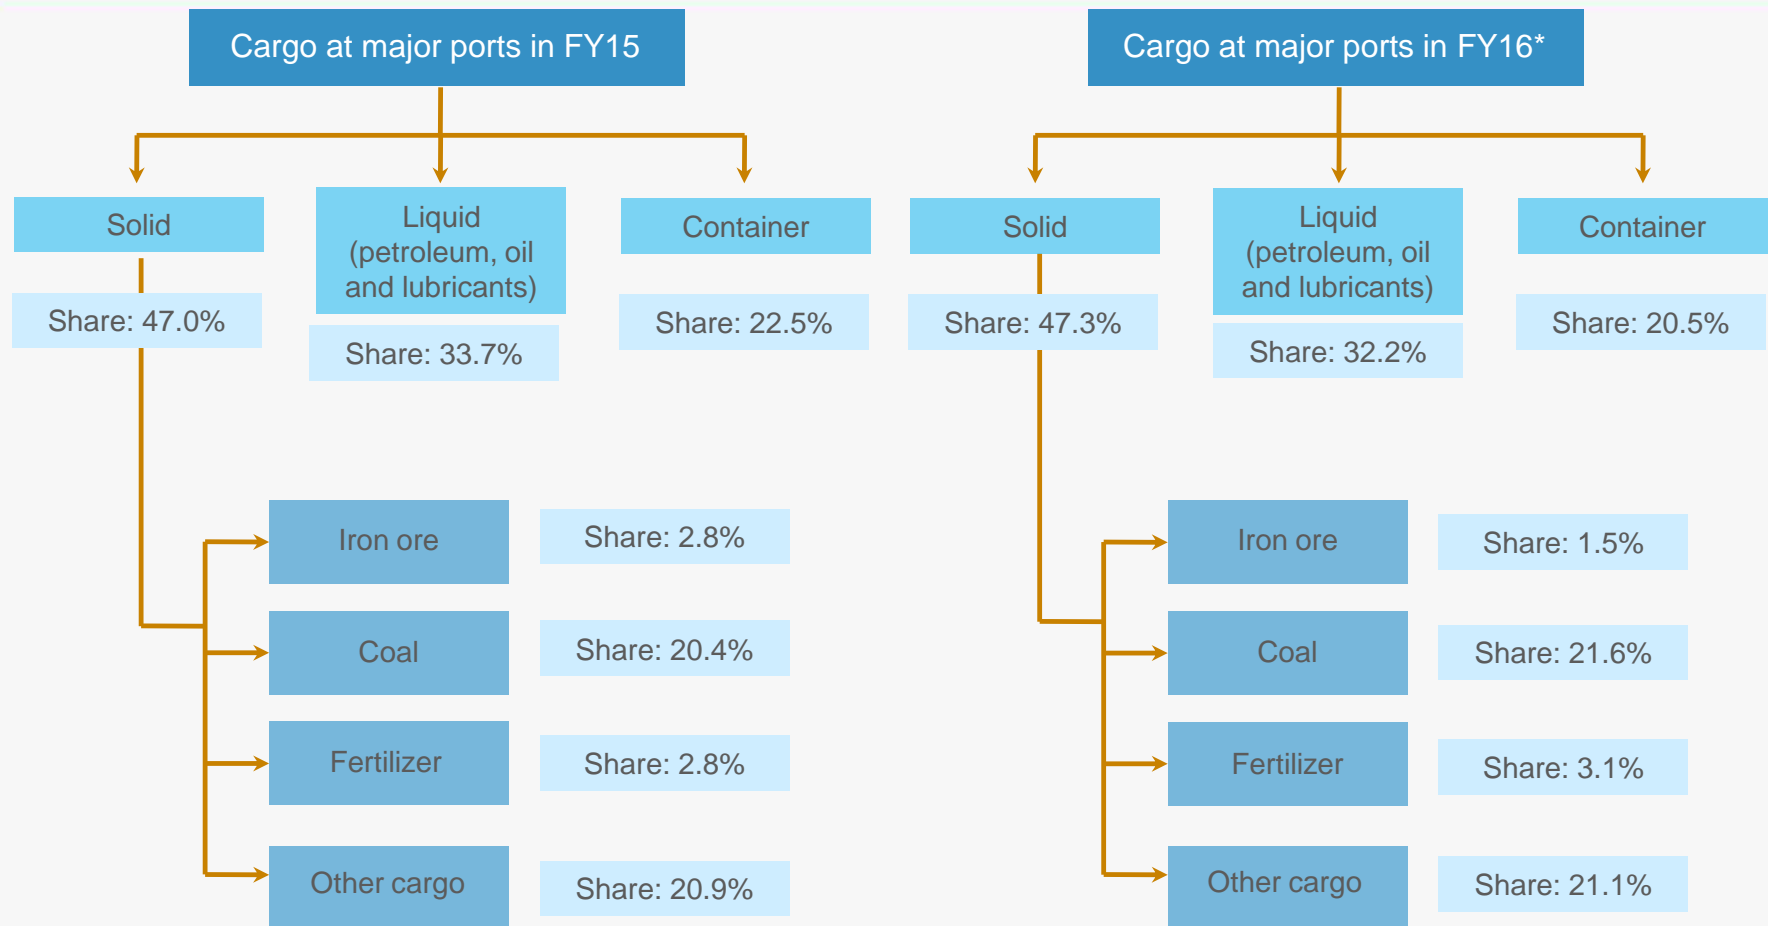 Cargo at major ports in FY15
Solid
Liquid
(petroleum, oil
and lubricants)
Container
Share: 47.0%
Share: 33.7%
Share: 22.5%
Iron ore
Share: 2.8%
Coal
Share: 20.4%
Fertilizer
Share: 2.8%
Other cargo
Share: 20.9%
Cargo at major ports in FY16*
Solid
Liquid
(petroleum, oil
and lubricants)
Container
Share: 47.3%
Share: 32.2%
Share: 20.5%
Iron ore
Share: 1.5%
Coal
Share: 21.6%
Fertilizer
Share: 3.1%
Other cargo
Share: 21.1%